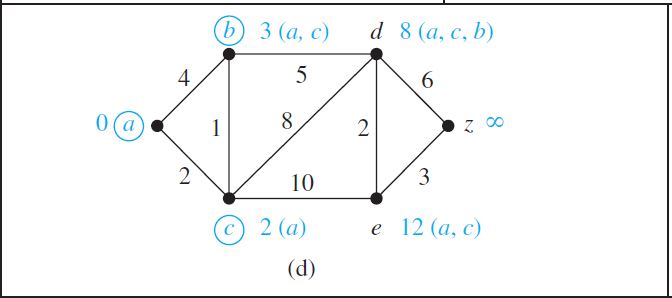 b 3 (a, c) d 8 (a, c, b)
4 5 6
0 a 1 8 2 z ∞
2 10 3
c 2 (a) e 12 (a, c)
(d)